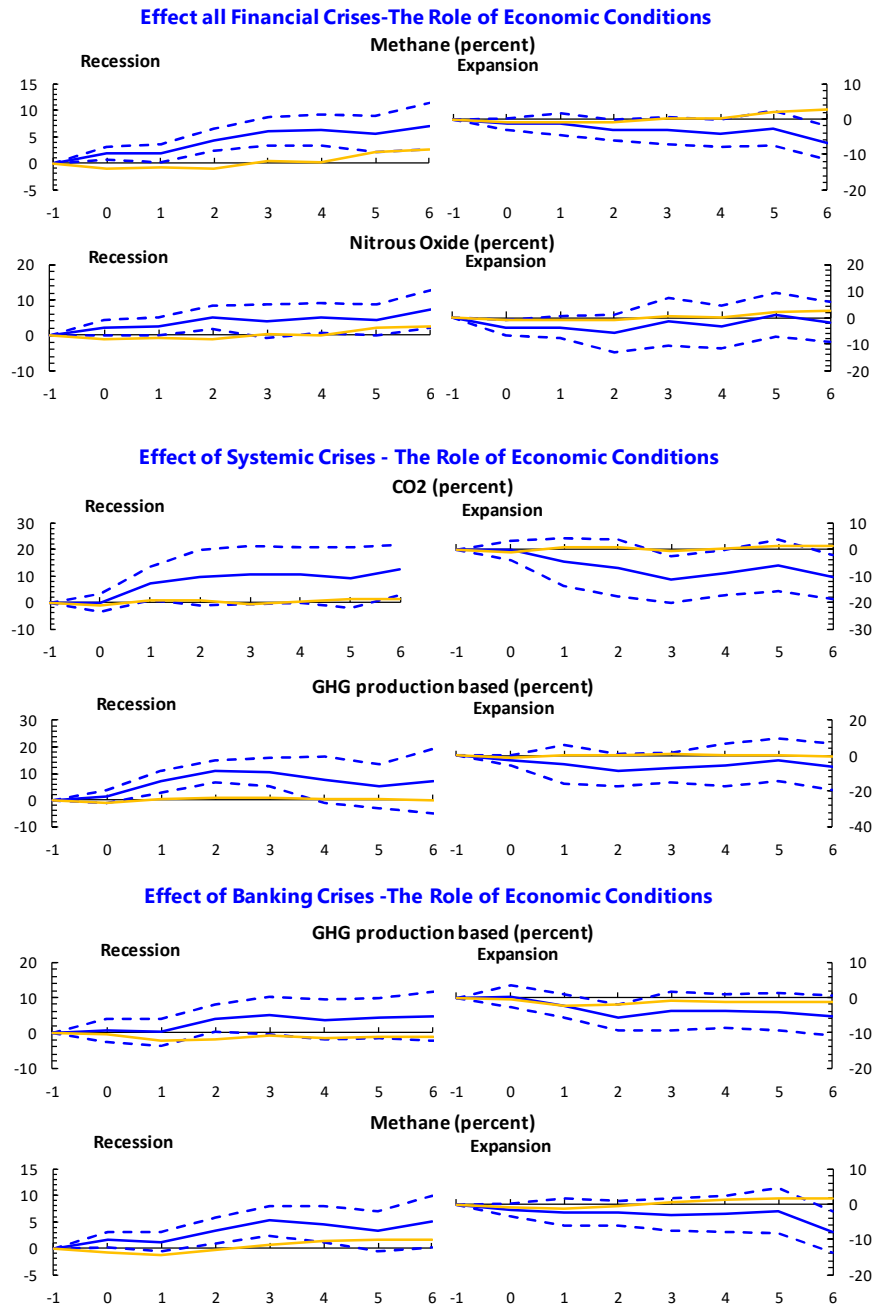 Effect all Financial Crises-The Role of Economic Conditions
Methane (percent)
Recession
Expansion
15
10
5
0
-5
10
0
-10
-20
-1 0 1 2 3 4 5 6
-1 0 1 2 3 4 5 6
Nitrous Oxide (percent)
Recession
Expansion
20
10
0
-10
20
10
0
-10
-20
-1 0 1 2 3 4 5 6
-1 0 1 2 3 4 5 6
Effect of Systemic Crises - The Role of Economic Conditions
CO2 (percent)
Recession
Expansion
30
20
10
0
-10
10
0
-10
-20
-30
-1 0 1 2 3 4 5 6
-1 0 1 2 3 4 5 6
GHG production based (percent)
Recession
Expansion
30
20
10
0
-10
20
0
-20
-40
-1 0 1 2 3 4 5 6
-1 0 1 2 3 4 5 6
Effect of Banking Crises -The Role of Economic Conditions
GHG production based (percent)
Recession
Expansion
20
10
0
-10
10
0
-10
-20
-1 0 1 2 3 4 5 6
-1 0 1 2 3 4 5 6
Methane (percent)
Recession
Expansion
15
10
5
0
-5
10
0
-10
-20
-1 0 1 2 3 4 5 6
-1 0 1 2 3 4 5 6